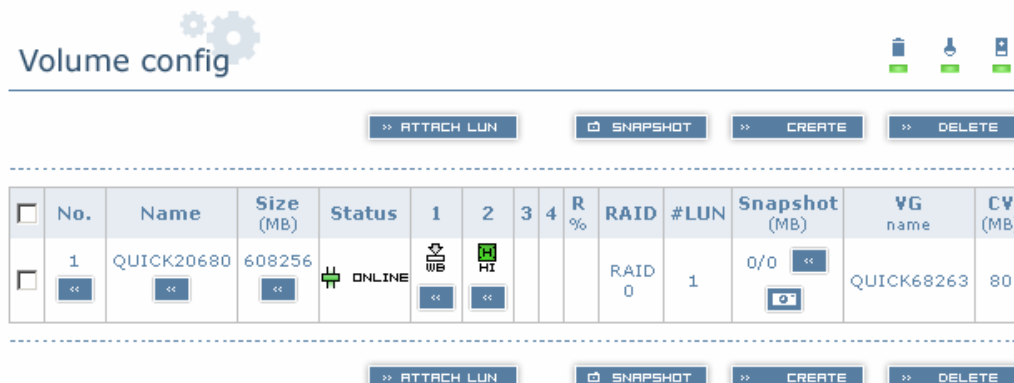 Volume config
» ATTACH LUN SNAPSHOT » CREATE » DELETE
No. Name Size (MB) Status 1 2 3 4 R % RAID #LUN Snapshot (MB) VG name CV (MB
1 QUICK20680 608256 ONLINE WB HI RAID 0 1 0/0 QUICK68263 80
« « « « « «
» ATTACH LUN SNAPSHOT » CREATE » DELETE